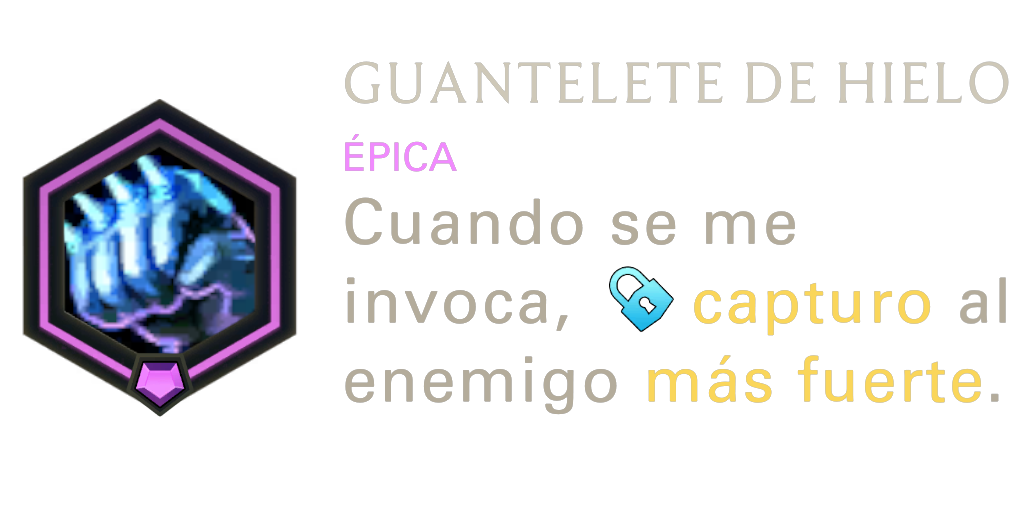 GUANTELETE DE HIELO
ÉPICA
Cuando se me
invoca, capturo al
enemigo más fuerte.